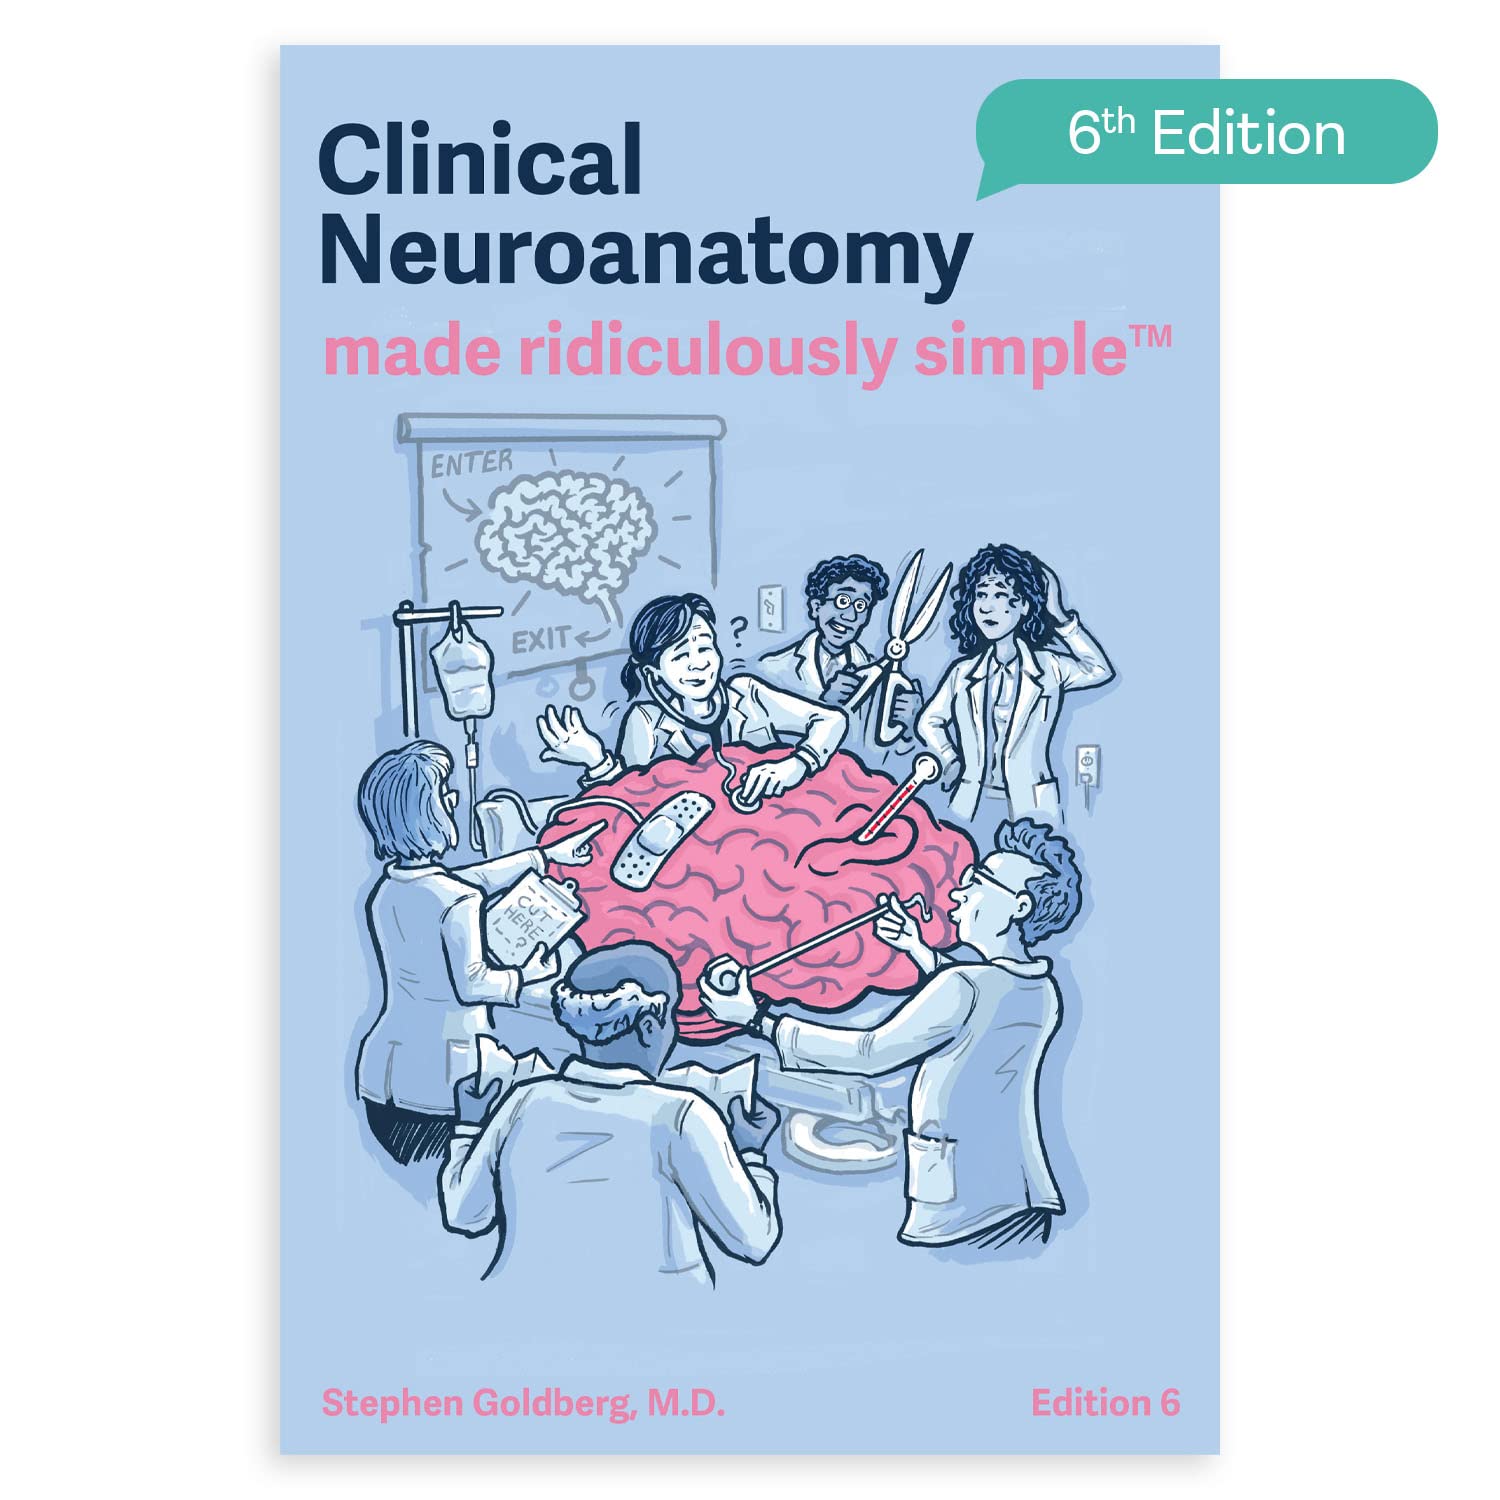 6th Edition
Clinical
Neuroanatomy
made ridiculously simple™
ENTER
EXIT
?
CUT
HERE
?
Stephen Goldberg, M.D.
Edition 6